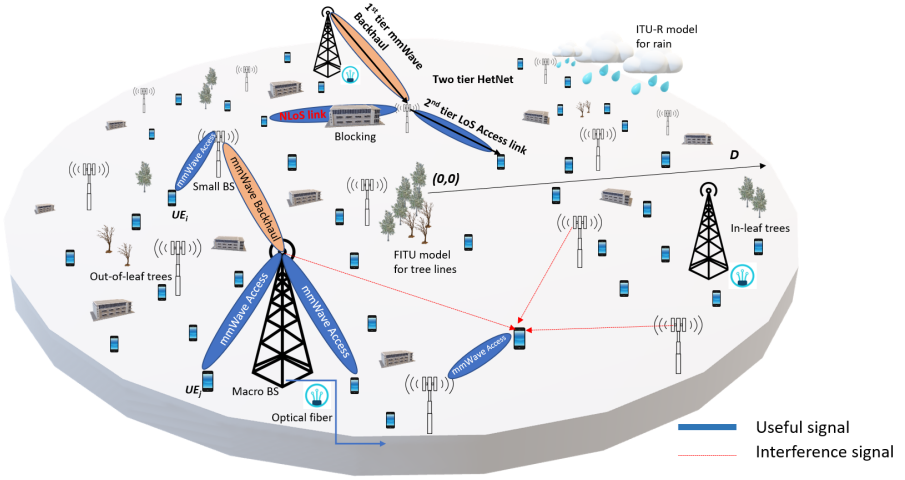 1st tier mmWave
Backhaul
ITU-R model
for rain
Two tier HetNet
2nd tier LoS Access link
NLoS link
Blocking
mmWave Access
Small BS
UEi
mmWave Backhaul
(0,0)
D
In-leaf trees
FITU model
for tree lines
Out-of-leaf trees
mmWave Access
mmWave Access
mmWave Access
UEj
Macro BS
Optical fiber
Useful signal
Interference signal